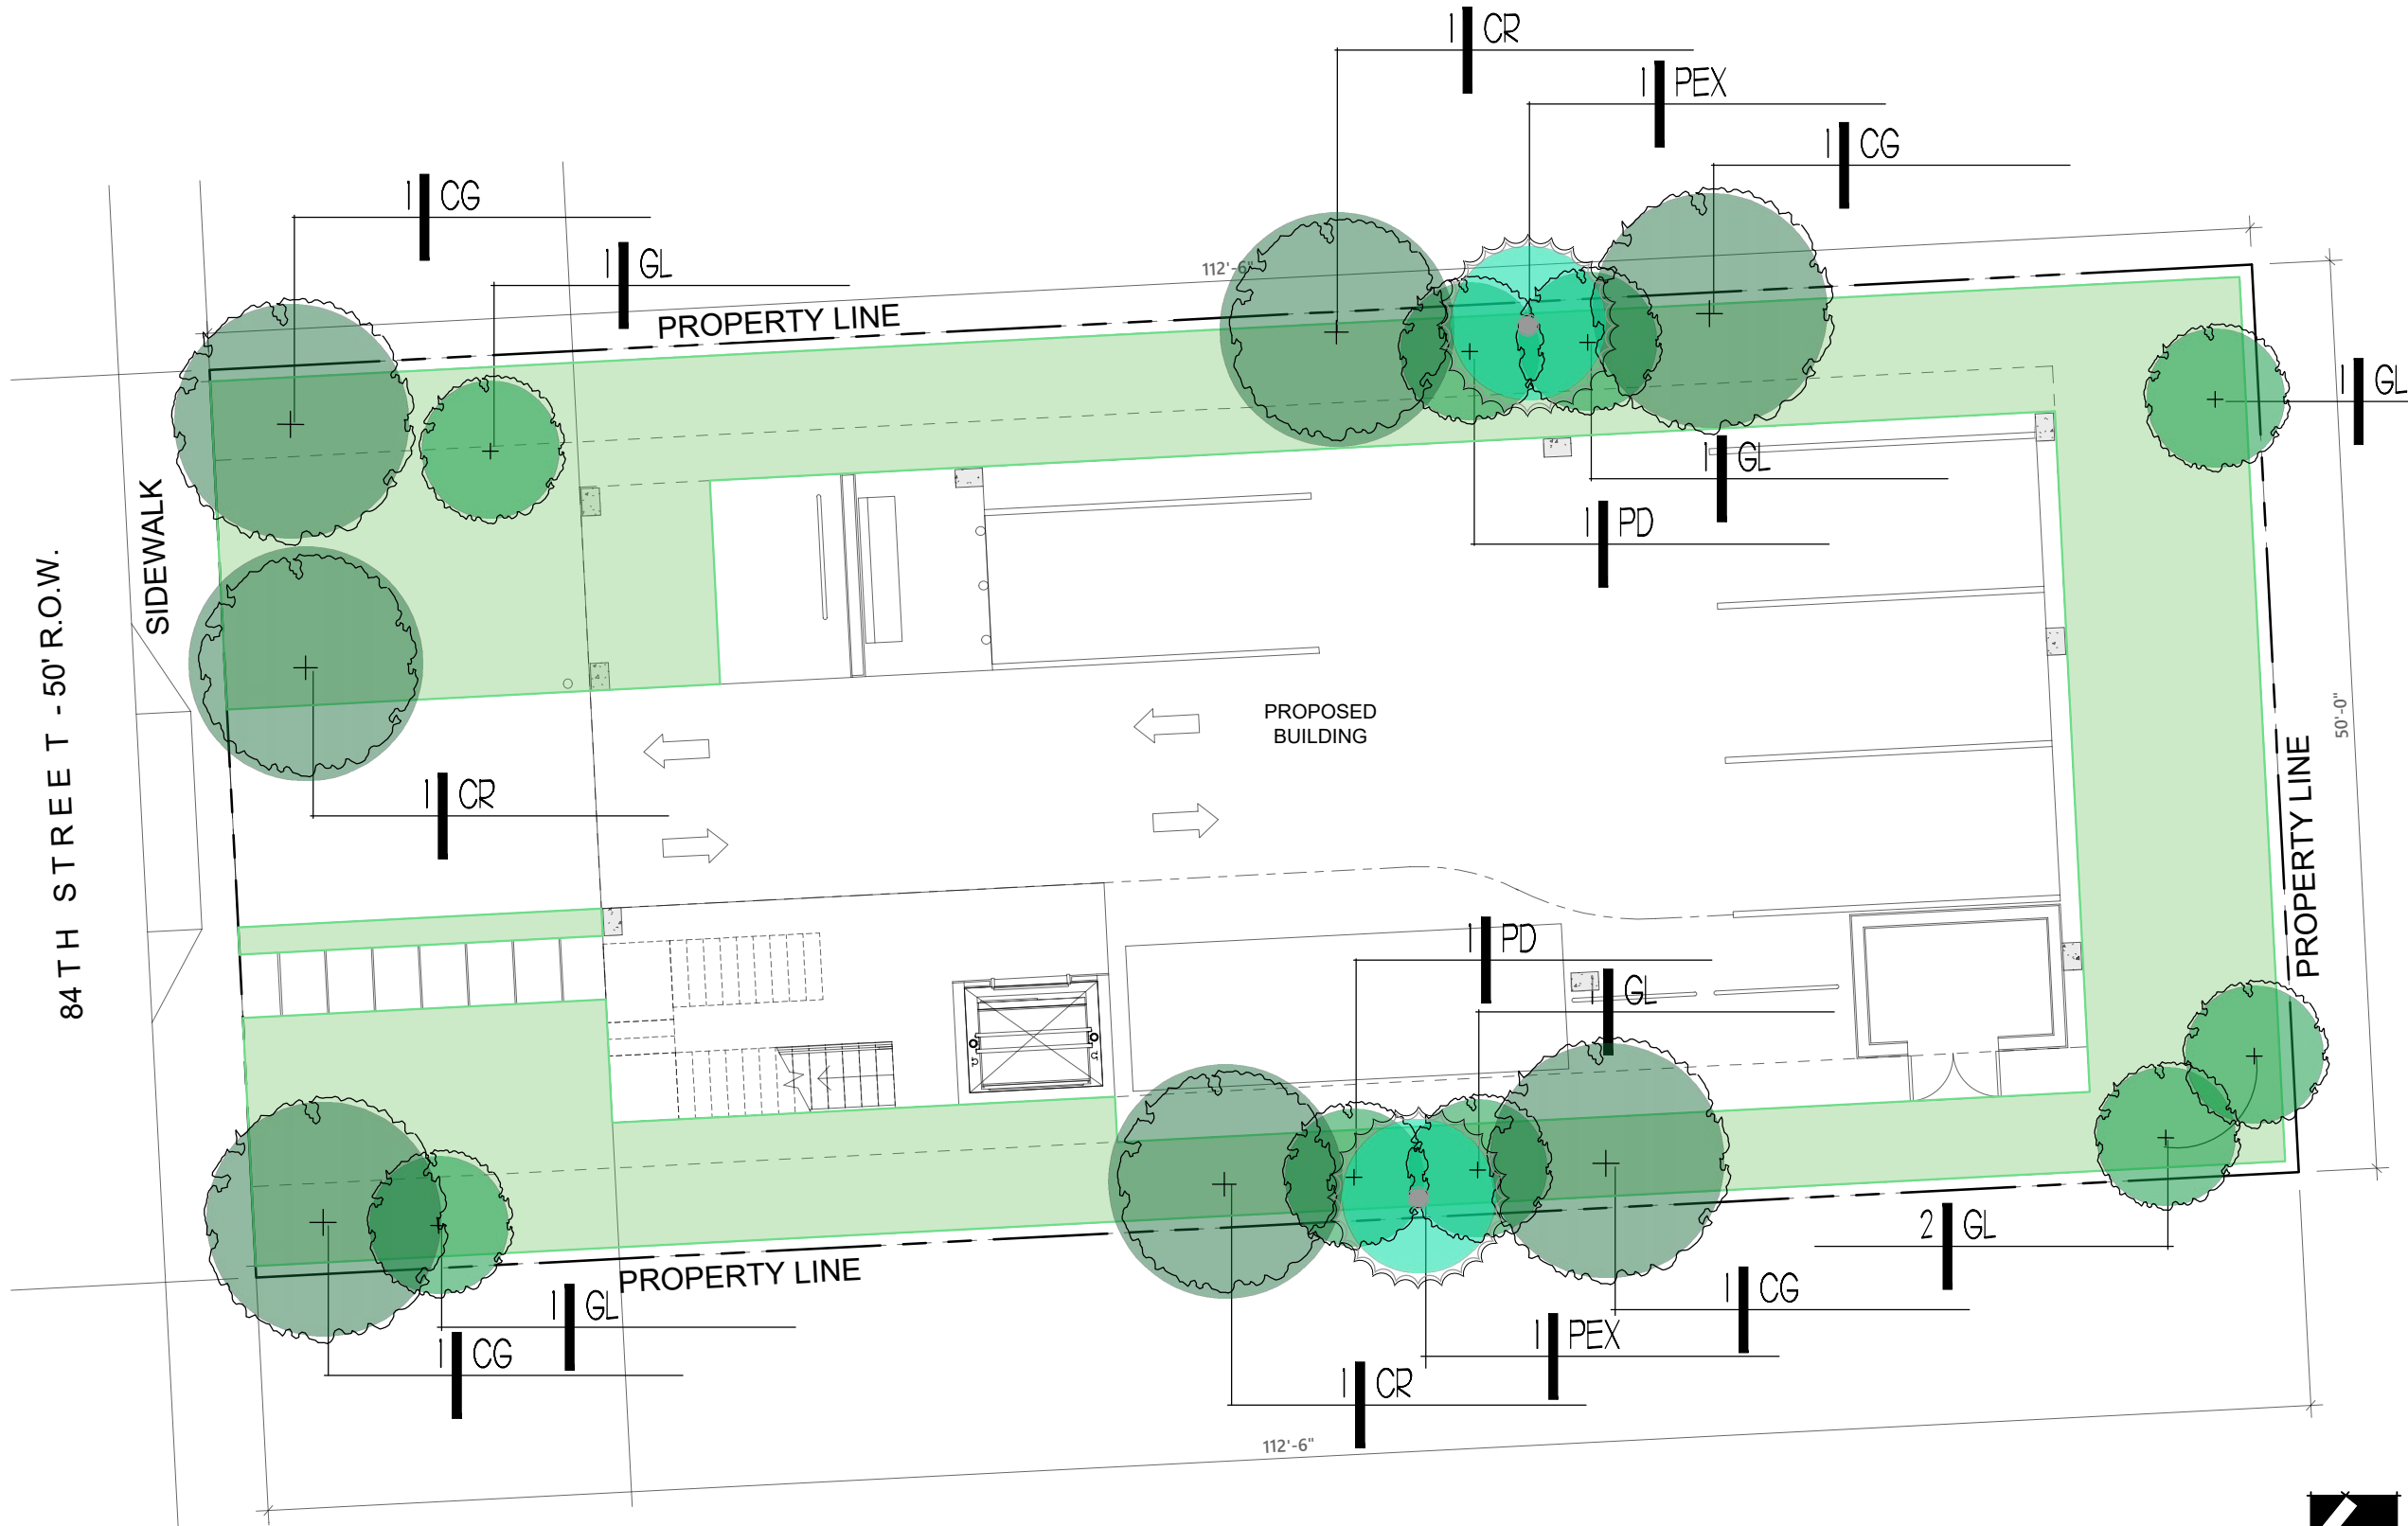 1 CR
1 PEX
1 CG
1 CG
1 GL
112'-6"
PROPERTY LINE
1 GL
1 GL
1 PD
SIDEWALK
84TH STREET - 50' R.O.W.
PROPOSED
BUILDING
50'-0"
PROPERTY LINE
1 CR
1 PD
1 GL
2 GL
PROPERTY LINE
1 GL
1 CG
1 CG
1 PEX
1 CR
112'-6"